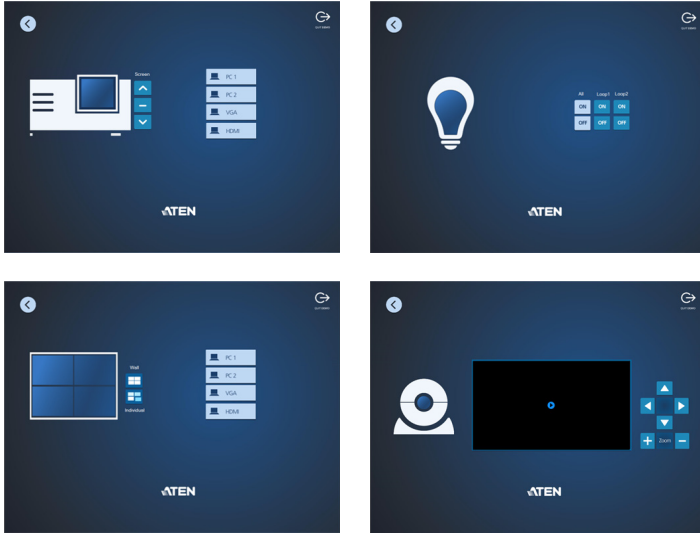 Screen
PC 1
PC 2
VGA
HDMI
ATEN
All Loop1 Loop2
ON ON ON
OFF OFF OFF
ATEN
Wall
Individual
PC 1
PC 2
VGA
HDMI
ATEN
Zoom
ATEN